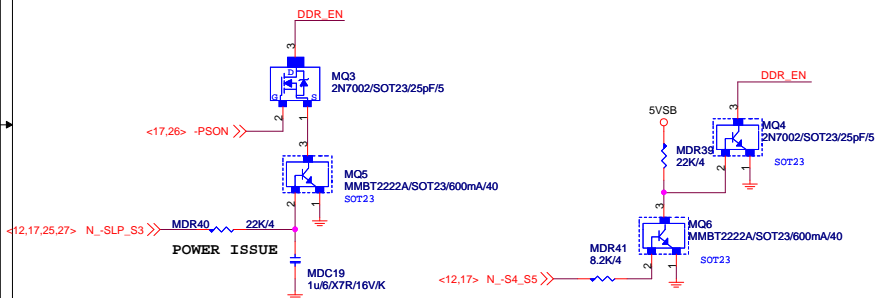 DDR_EN
3
D
G
S
MQ3
2N7002/SOT23/25pF/5
2
1
<17,26> -PSON
3
MQ5
MMBT2222A/SOT23/600mA/40
SOT23
2
1
<12,17,25,27> N_-SLP_S3
MDR40
22K/4
POWER ISSUE
MDC19
1u/6/X7R/16V/K
DDR_EN
5VSB
3
MQ4
2N7002/SOT23/25pF/5
MDR39
22K/4
SOT23
2
1
3
MQ6
MMBT2222A/SOT23/600mA/40
MDR41
8.2K/4
SOT23
2
1
<12,17> N_-S4_S5